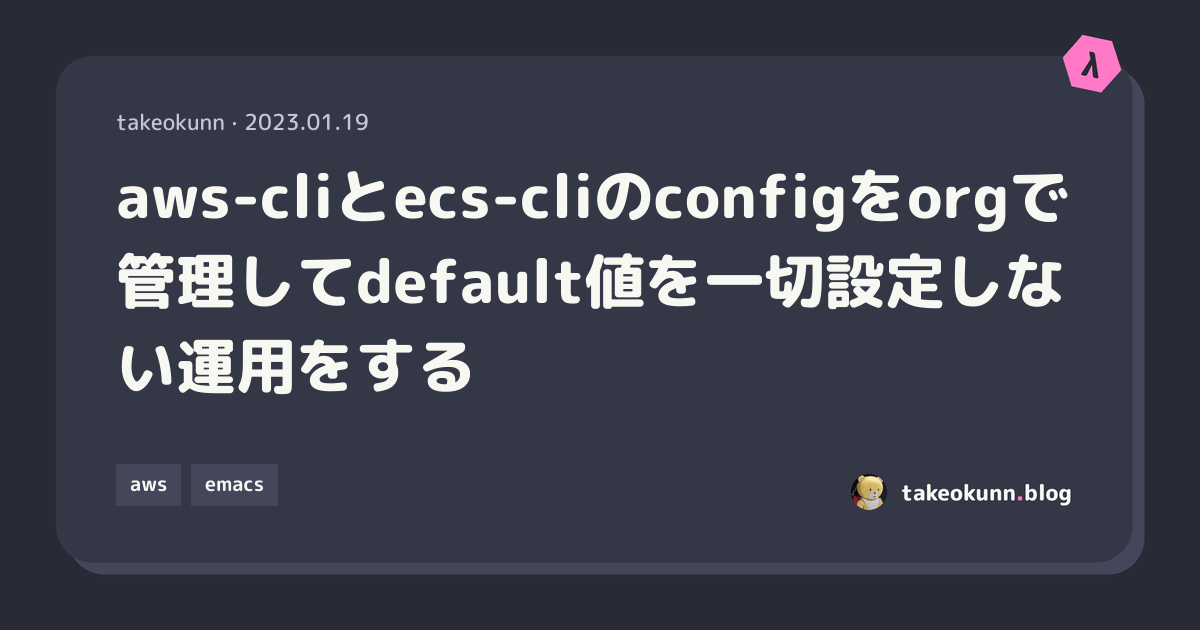 λ
takeokunn · 2023.01.19
aws-cliとecs-cliのconfigをorgで
管理してdefault値を一切設定しな
い運用をする
aws
emacs
takeokunn.blog